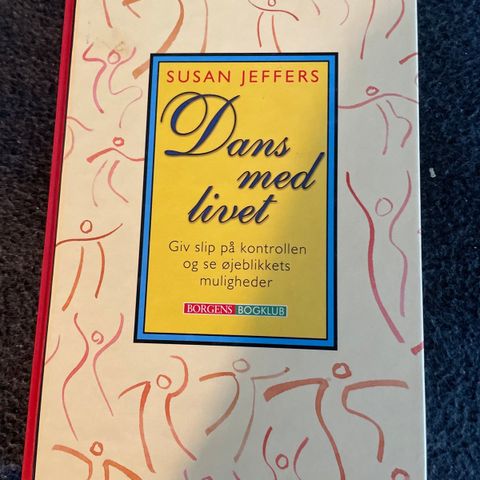 SUSAN JEFFERS
Dans
med
livet
Giv slip på kontrollen
og se øjeblikkets
muligheder
BORGENS BOGKLUB